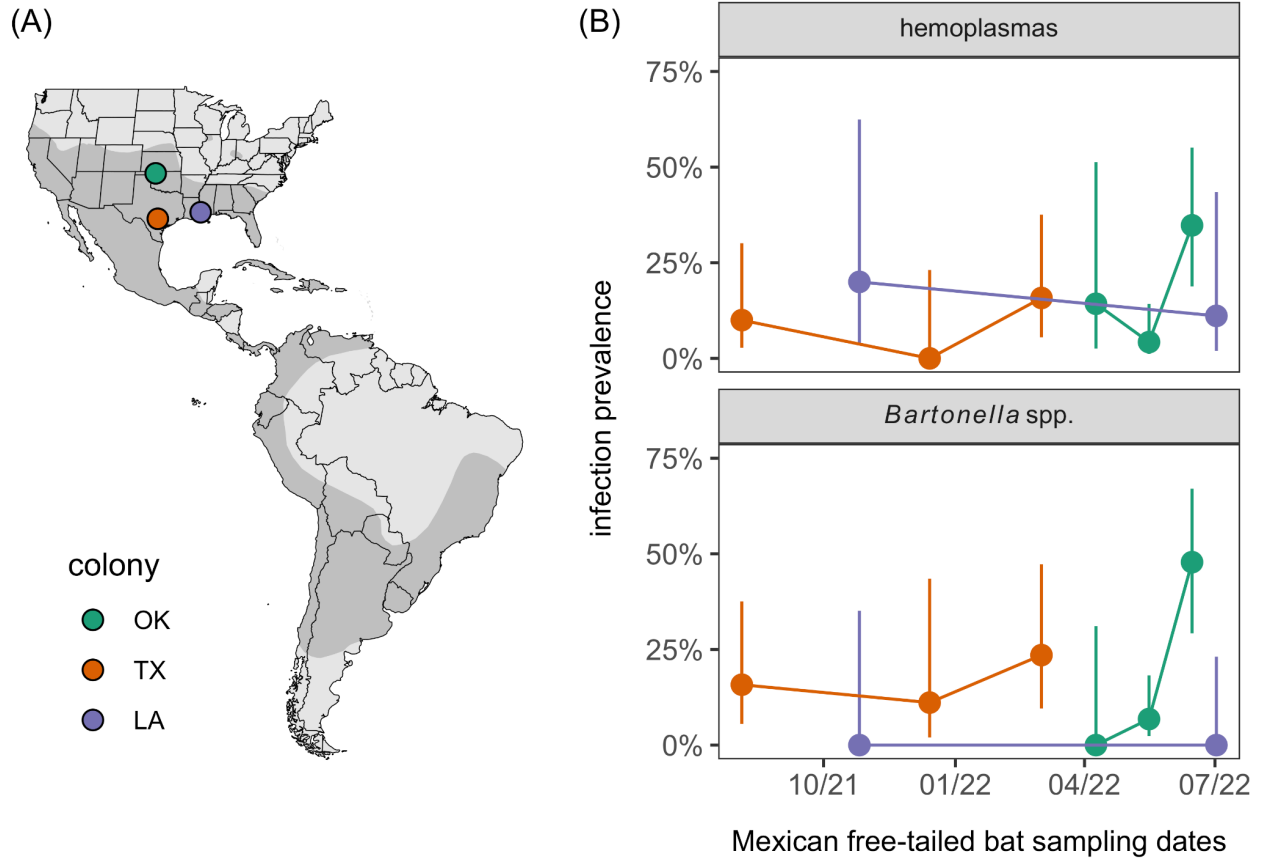 (A)
colony
OK
TX
LA
(B)
hemoplasmas
75%
50%
25%
0%
Bartonella spp.
75%
50%
25%
0%
infection prevalence
10/21 01/22 04/22 07/22
Mexican free-tailed bat sampling dates